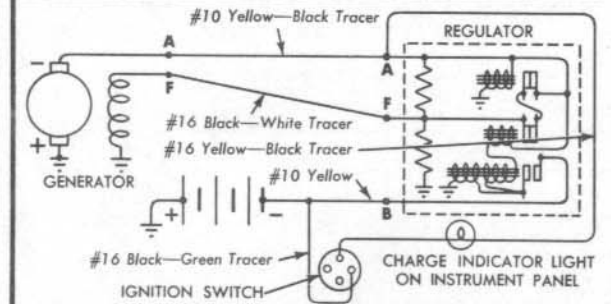 #10 Yellow—Black Tracer
REGULATOR
−
A
A
F
F
#16 Black—White Tracer
+
#16 Yellow—Black Tracer
GENERATOR
#10 Yellow
+
−
B
#16 Black—Green Tracer
CHARGE INDICATOR LIGHT
ON INSTRUMENT PANEL
IGNITION SWITCH